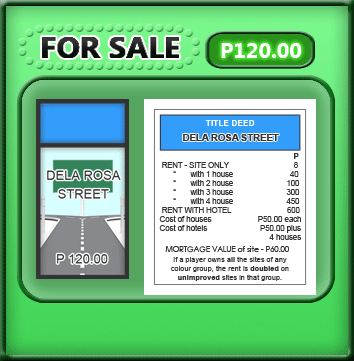 FOR SALE
P120.00
DELA ROSA
STREET
P 120.00
TITLE DEED
DELA ROSA STREET
P
RENT - SITE ONLY 8
" with 1 house 40
" with 2 house 100
" with 3 house 300
" with 4 house 450
RENT WITH HOTEL 600
Cost of houses P50.00 each
Cost of hotels P50.00 plus
4 houses
MORTGAGE VALUE of site - P60.00
If a player owns all the sites of any
colour group, the rent is doubled on
unimproved sites in that group.